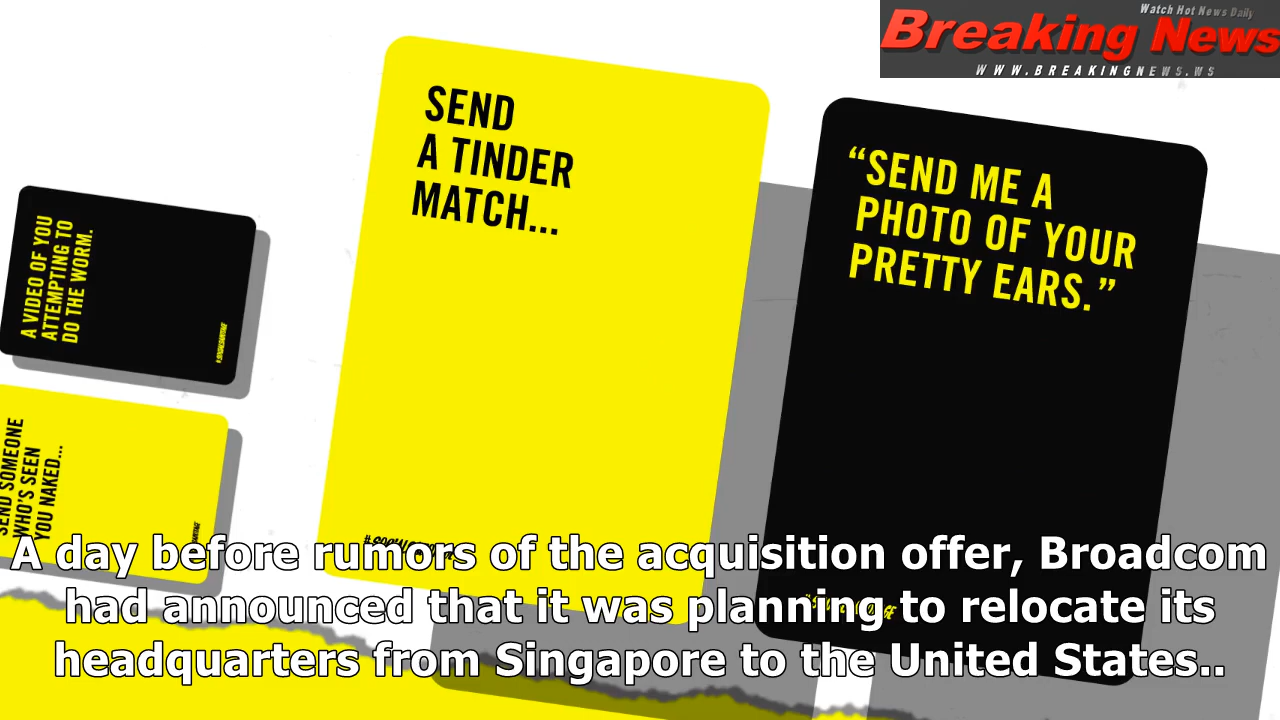 Watch Hot News Daily
Breaking News
WWW.BREAKINGNEWS.WS
SEND
A TINDER
MATCH...
“SEND ME A
PHOTO OF YOUR
PRETTY EARS.”
A VIDEO OF YOU
ATTEMPTING TO
DO THE WORM.
SEND SOMEONE
WHO'S SEEN
YOU NAKED...
A day before rumors of the acquisition offer, Broadcom
had announced that it was planning to relocate its
headquarters from Singapore to the United States..